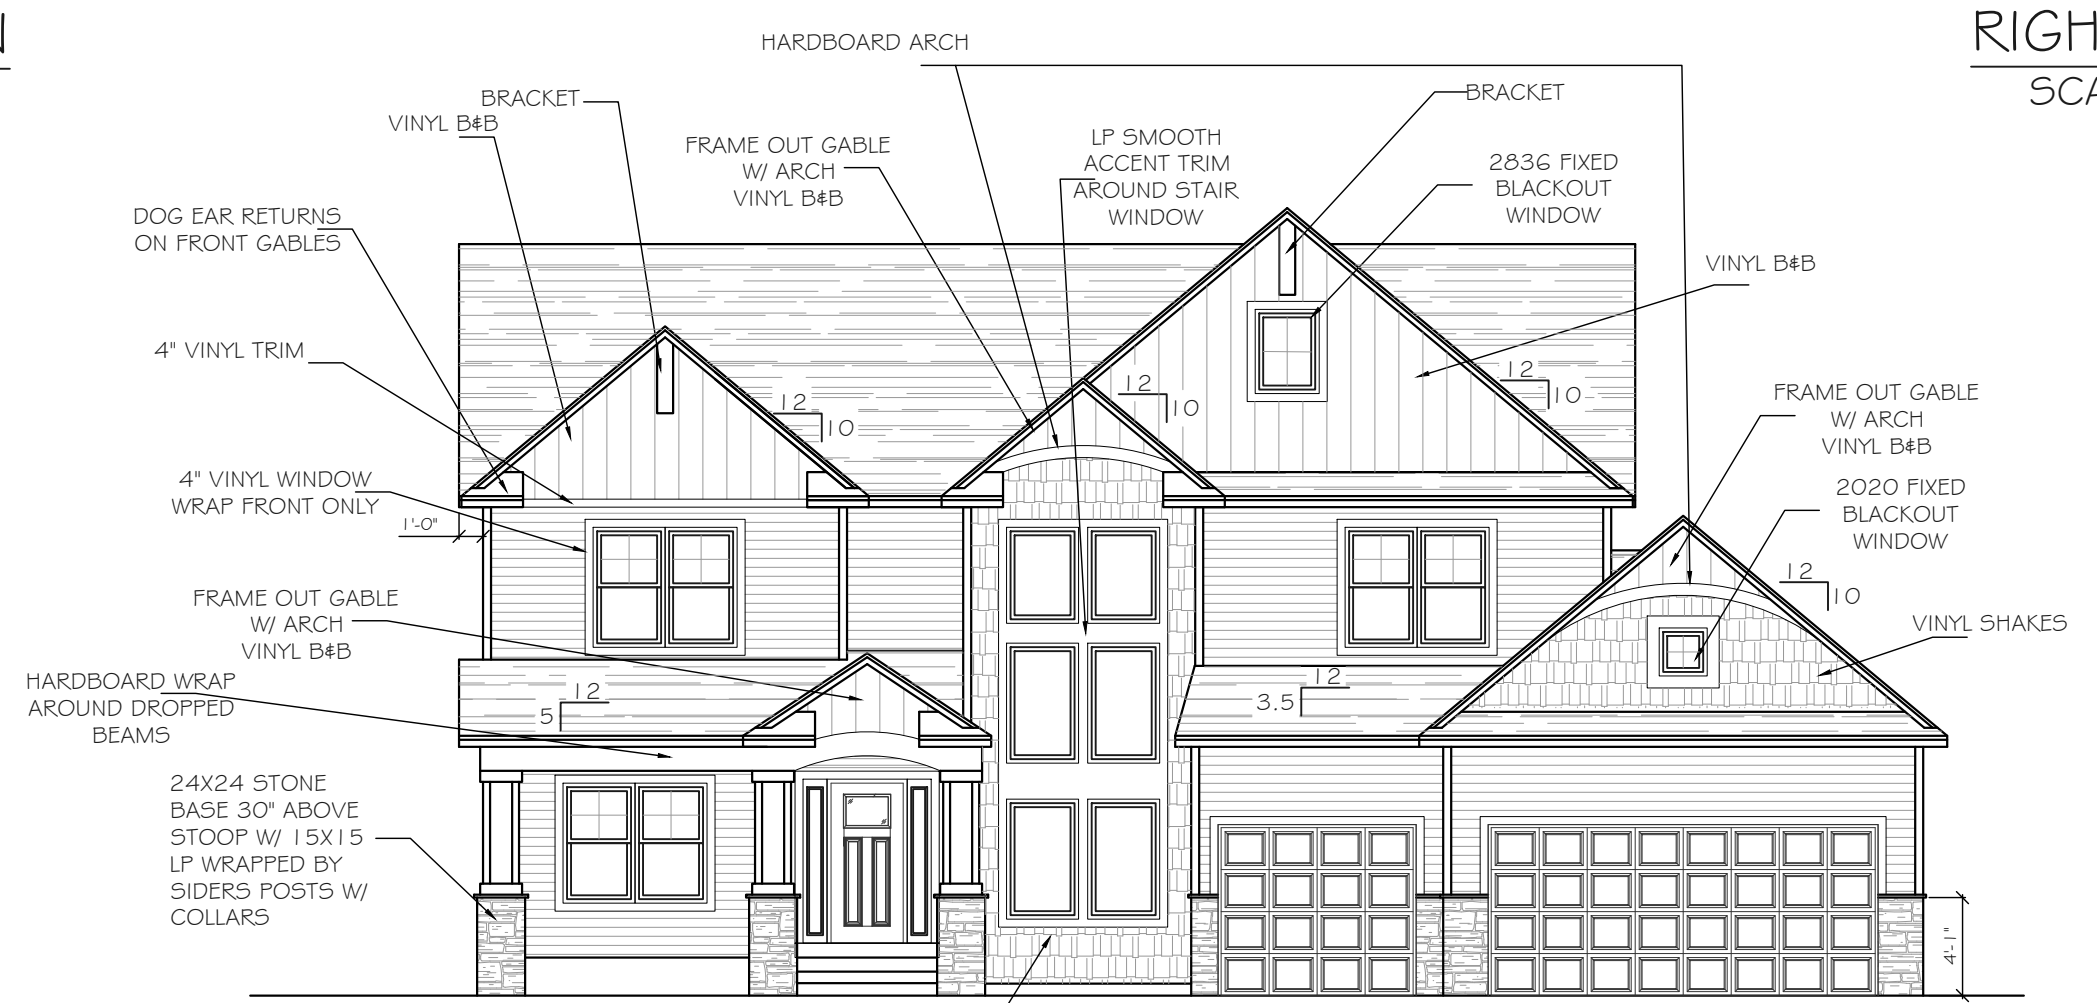 N
RIGH
SCA
HARDBOARD ARCH
BRACKET
VINYL B&B
FRAME OUT GABLE
W/ ARCH
VINYL B&B
LP SMOOTH
ACCENT TRIM
AROUND STAIR
WINDOW
BRACKET
2836 FIXED
BLACKOUT
WINDOW
DOG EAR RETURNS
ON FRONT GABLES
VINYL B&B
4" VINYL TRIM
12
10
12
10
12
10
FRAME OUT GABLE
W/ ARCH
VINYL B&B
4" VINYL WINDOW
WRAP FRONT ONLY
1'-0"
2020 FIXED
BLACKOUT
WINDOW
12
10
FRAME OUT GABLE
W/ ARCH
VINYL B&B
VINYL SHAKES
HARDBOARD WRAP
AROUND DROPPED
BEAMS
12
5
12
3.5
24X24 STONE
BASE 30" ABOVE
STOOP W/ 15X15
LP WRAPPED BY
SIDERS POSTS W/
COLLARS
4'-1"